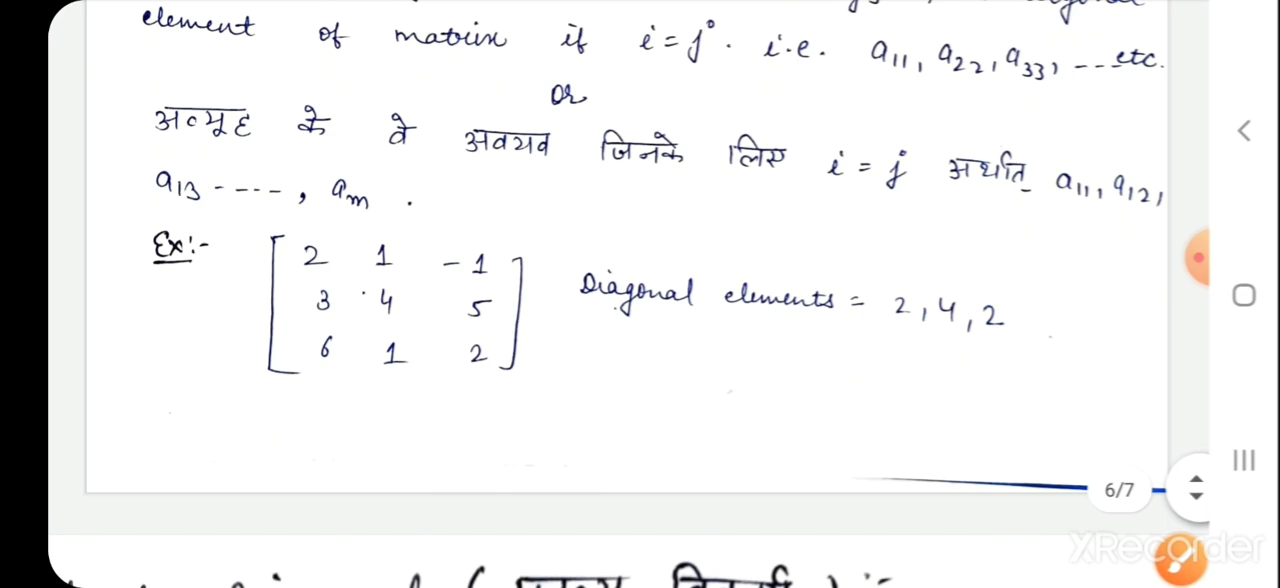 element of matrix if i = j. i.e. a11, a22, a33, ---etc.
or
अव्यूह के वे अवयव जिनके लिए i = j अर्थात् a11, a12,
a13 -----, am .
Ex:- [ 2 1 -1
3 4 5
6 1 2 ] Diagonal elements = 2, 4, 2
6/7
XRecorder